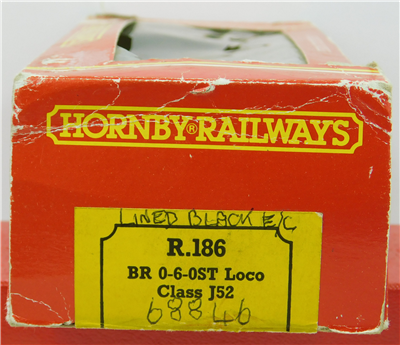 HORNBY® RAILWAYS
LINED BLACK E/C
R.186
BR 0-6-0ST Loco
Class J52
68846